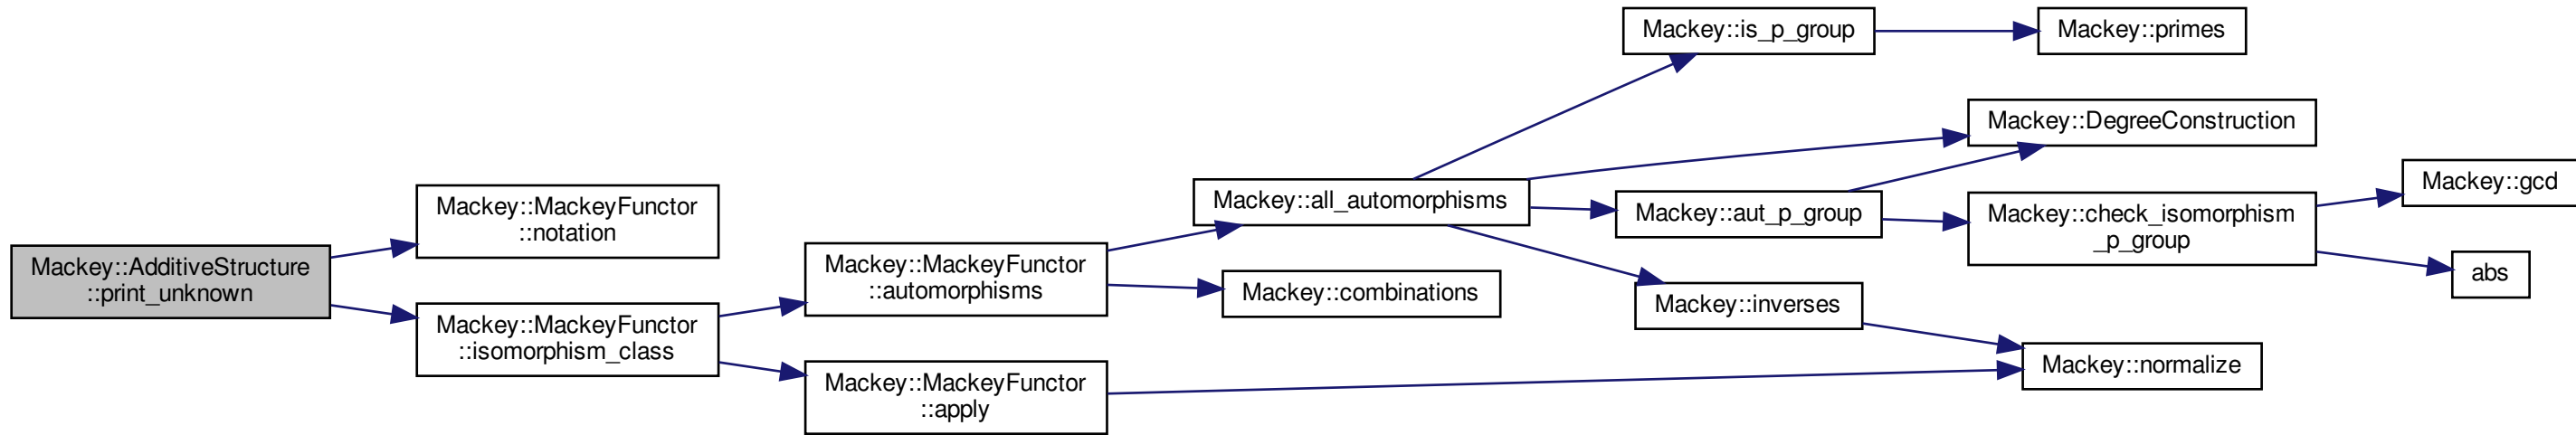 Mackey::AdditiveStructure
::print_unknown
Mackey::MackeyFunctor
::notation
Mackey::MackeyFunctor
::isomorphism_class
Mackey::MackeyFunctor
::automorphisms
Mackey::MackeyFunctor
::apply
Mackey::all_automorphisms
Mackey::combinations
Mackey::is_p_group
Mackey::aut_p_group
Mackey::inverses
Mackey::primes
Mackey::DegreeConstruction
Mackey::check_isomorphism
_p_group
Mackey::normalize
Mackey::gcd
abs